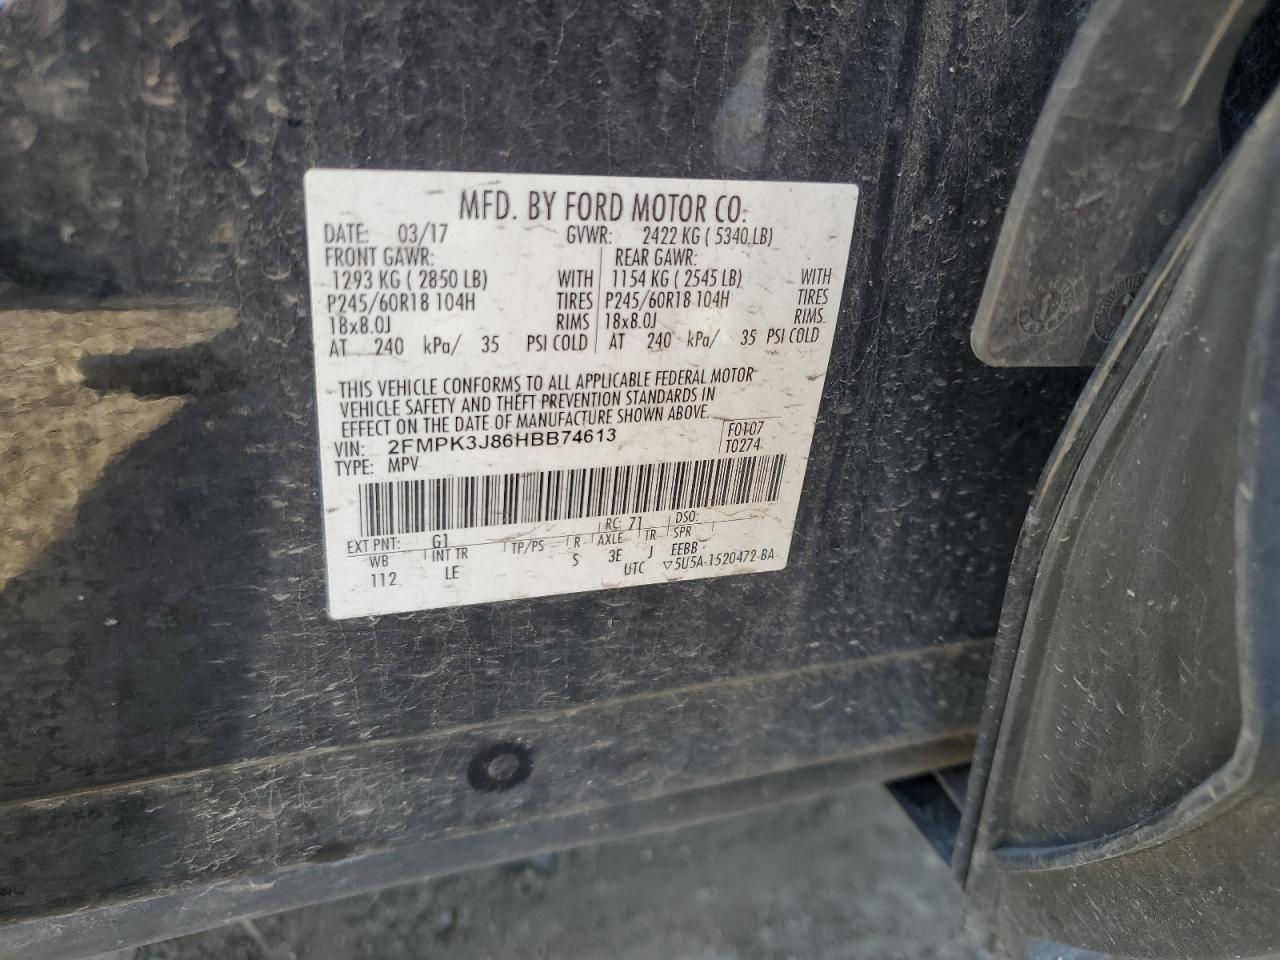 MFD. BY FORD MOTOR CO.
DATE: 03/17 GVWR: 2422 KG ( 5340 LB)
FRONT GAWR: REAR GAWR:
1293 KG ( 2850 LB) WITH 1154 KG ( 2545 LB) WITH
P245/60R18 104H TIRES P245/60R18 104H TIRES
18x8.0J RIMS 18x8.0J RIMS
AT 240 kPa/ 35 PSI COLD AT 240 kPa/ 35 PSI COLD
THIS VEHICLE CONFORMS TO ALL APPLICABLE FEDERAL MOTOR
VEHICLE SAFETY AND THEFT PREVENTION STANDARDS IN
EFFECT ON THE DATE OF MANUFACTURE SHOWN ABOVE.
VIN: 2FMPK3J86HBB74613 F0107
TYPE: MPV T0274
EXT PNT: G1 RC: 71 DSO:
WB INT TR TP/PS R AXLE TR SPR
112 LE S 3E J EEBB
UTC ▽5U5A-1520472-BA